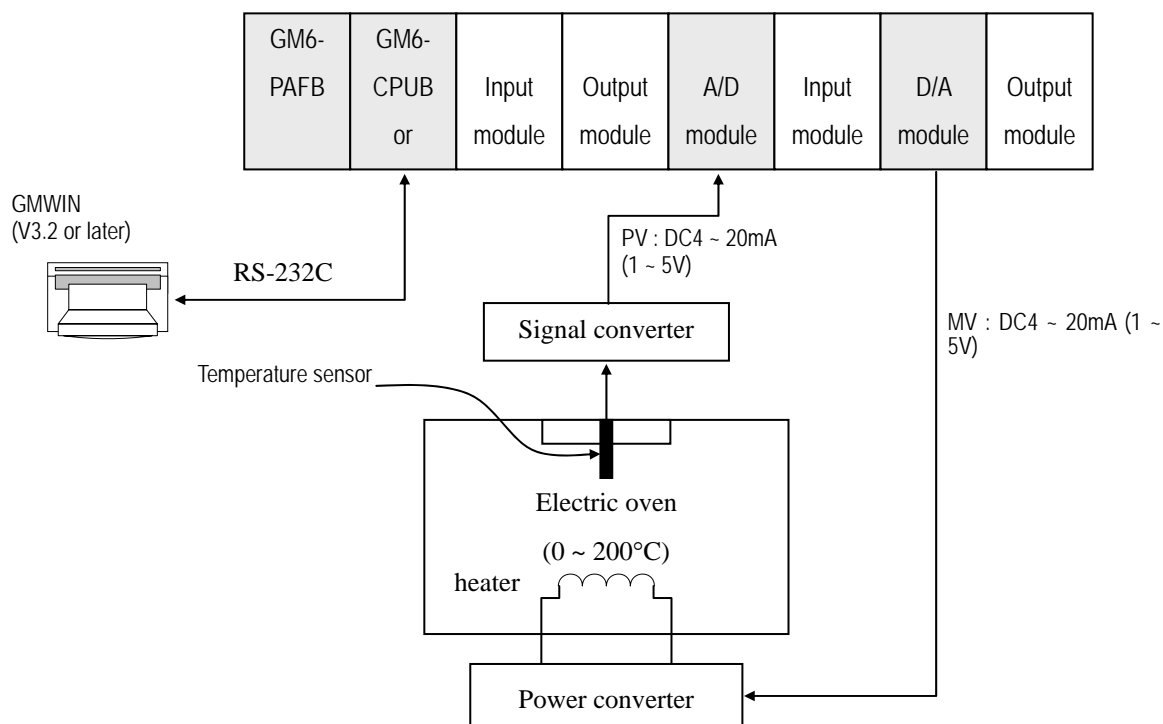 GM6-
PAFB
GM6-
CPUB
or
Input
module
Output
module
A/D
module
Input
module
D/A
module
Output
module
GMWIN
(V3.2 or later)
RS-232C
PV : DC4 ~ 20mA
(1 ~ 5V)
Signal converter
MV : DC4 ~ 20mA (1 ~
5V)
Temperature sensor
Electric oven
(0 ~ 200°C)
heater
Power converter